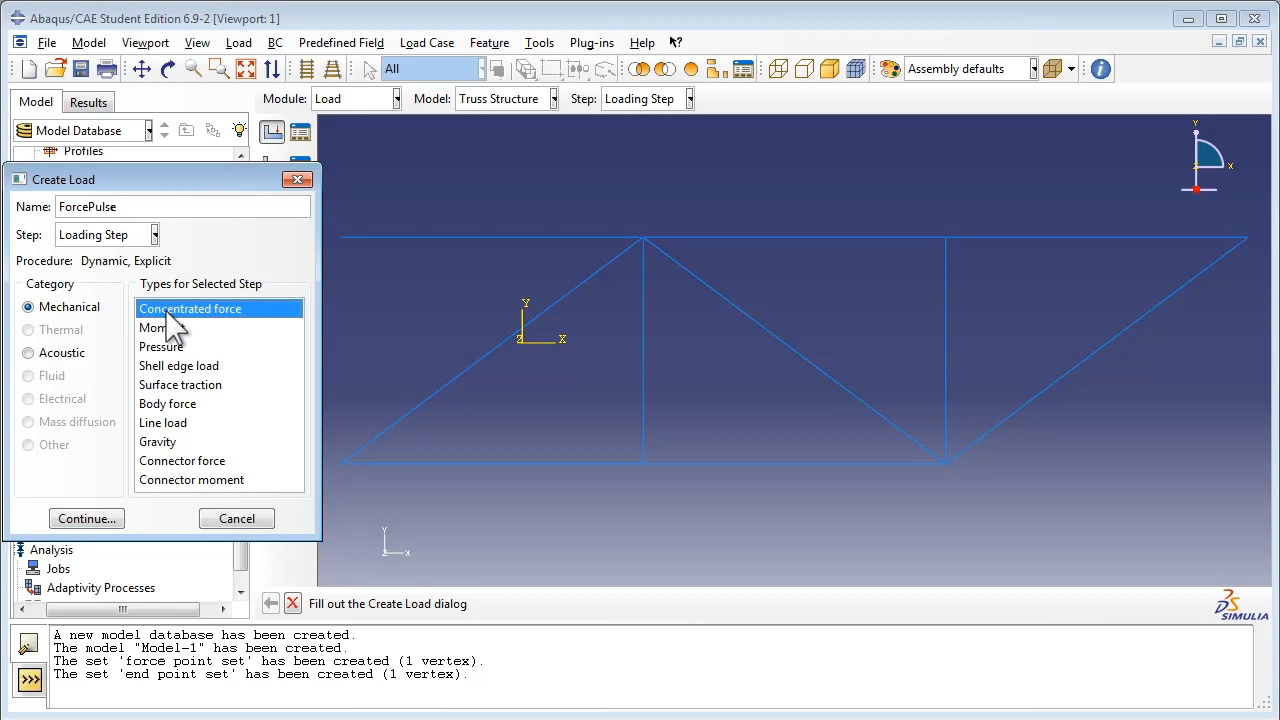 Abaqus/CAE Student Edition 6.9-2 [Viewport: 1]
File Model Viewport View Load BC Predefined Field Load Case Feature Tools Plug-ins Help
All
Assembly defaults
Model Results
Module: Load Model: Truss Structure Step: Loading Step
Model Database
Profiles
Create Load
Name: ForcePulse
Step: Loading Step
Procedure: Dynamic, Explicit
Category
Mechanical
Thermal
Acoustic
Fluid
Electrical
Mass diffusion
Other
Types for Selected Step
Concentrated force
Pressure
Shell edge load
Surface traction
Body force
Line load
Gravity
Connector force
Connector moment
Continue... Cancel
Y
X
Z
Y
Z X
Y
Z X
Analysis
Jobs
Adaptivity Processes
Fill out the Create Load dialog
SIMULIA
A new model database has been created.
The model "Model-1" has been created.
The set 'force point set' has been created (1 vertex).
The set 'end point set' has been created (1 vertex).
>>>